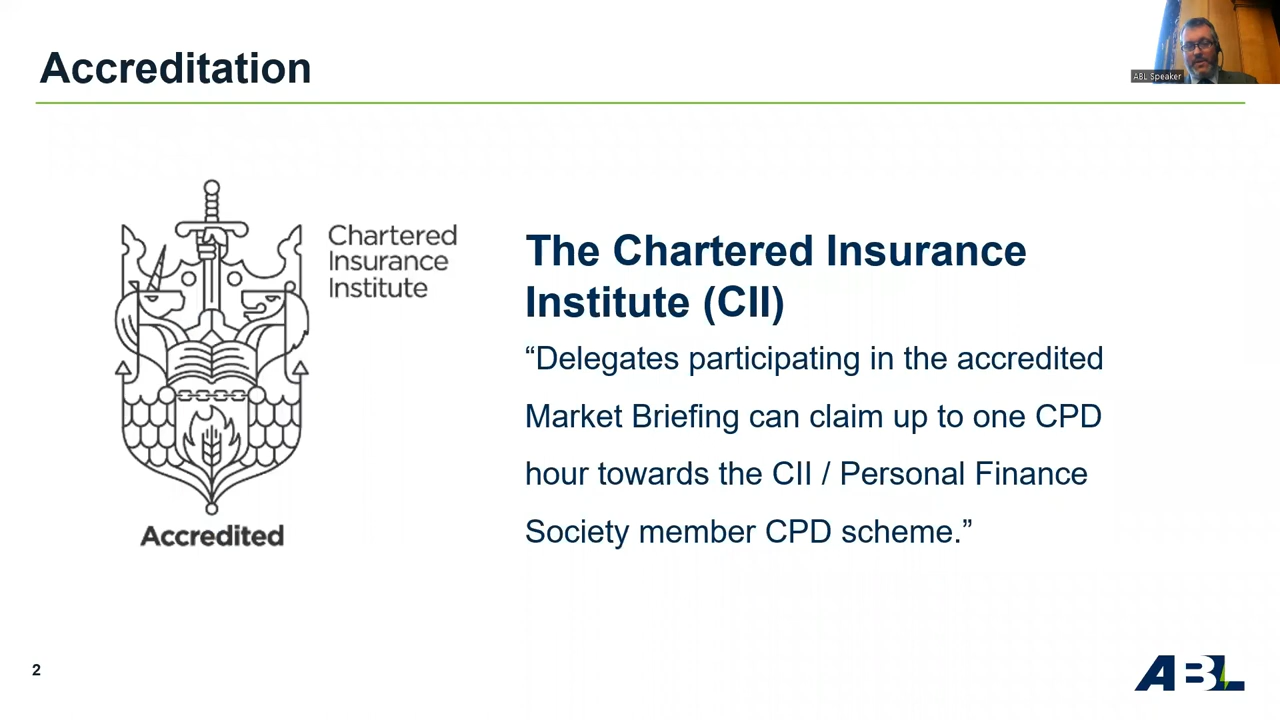 Accreditation
ABL Speaker
Chartered
Insurance
Institute
Accredited
The Chartered Insurance
Institute (CII)
“Delegates participating in the accredited
Market Briefing can claim up to one CPD
hour towards the CII / Personal Finance
Society member CPD scheme.”
2
ABL